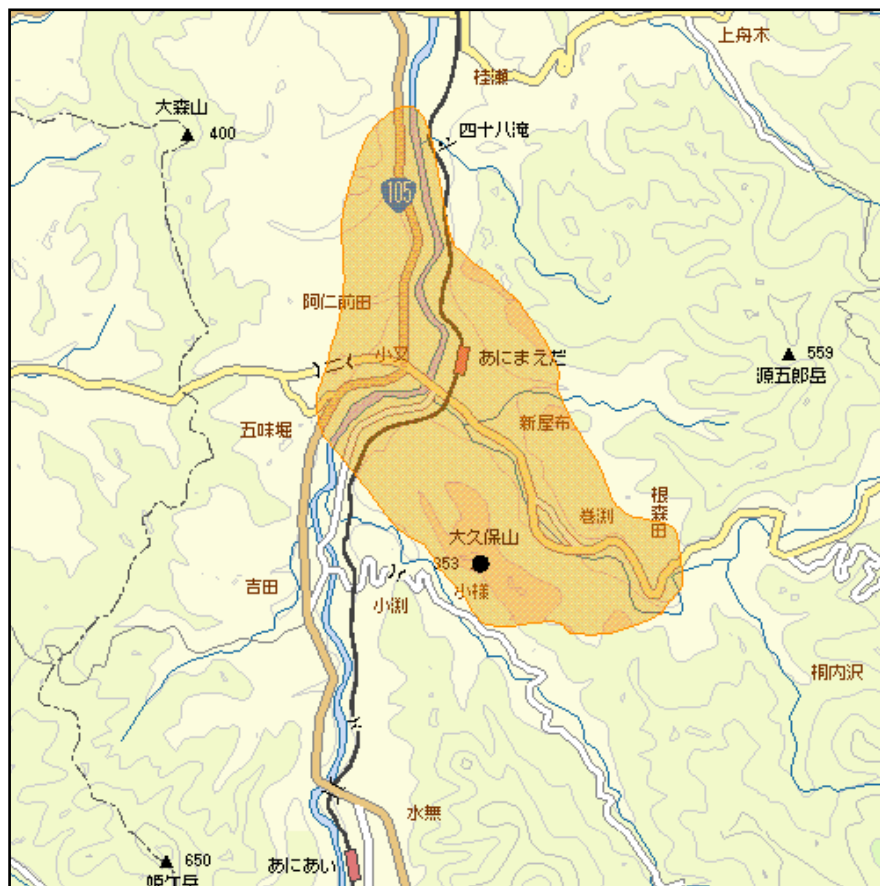 上舟木
桂瀬
大森山
400
四十八滝
105
阿仁前田
小又
あにまえだ
559
源五郎岳
五味堀
新屋布
根森田
巻渕
大久保山
353
小様
吉田
小渕
桐内沢
水無
650
あにあい